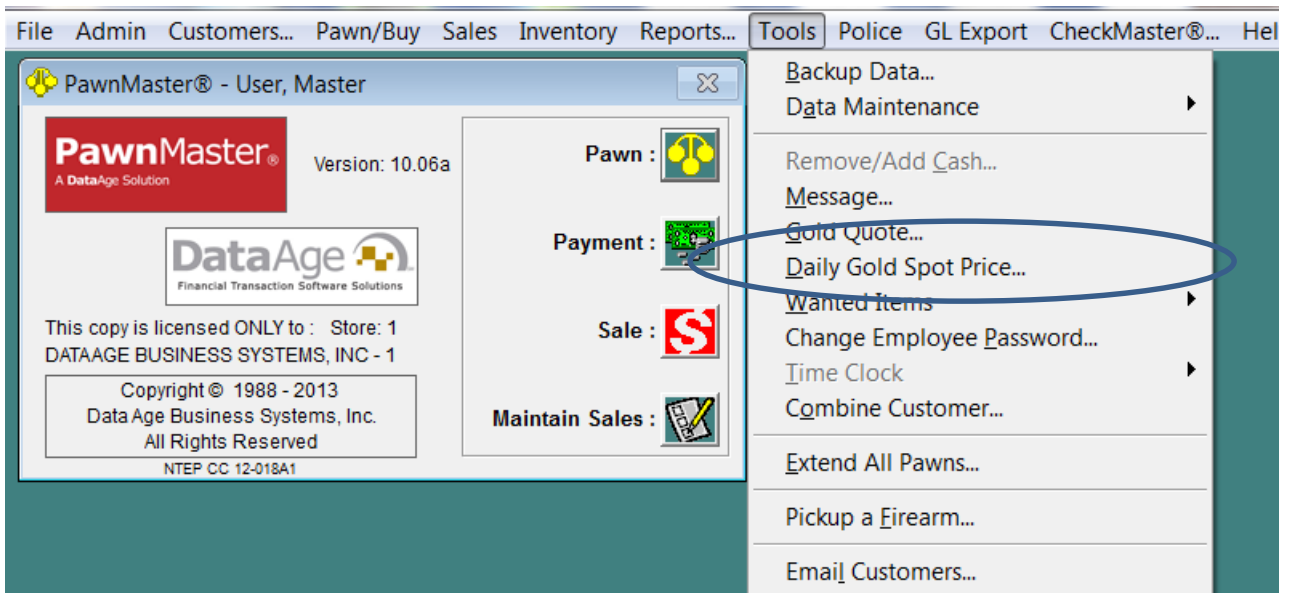 File Admin Customers... Pawn/Buy Sales Inventory Reports... Tools Police GL Export CheckMaster®... Hel
PawnMaster® - User, Master
PawnMaster®
A DataAge Solution
Version: 10.06a
DataAge
Financial Transaction Software Solutions
This copy is licensed ONLY to : Store: 1
DATAAGE BUSINESS SYSTEMS, INC - 1
Copyright © 1988 - 2013
Data Age Business Systems, Inc.
All Rights Reserved
NTEP CC 12-018A1
Pawn :
Payment :
Sale :
Maintain Sales :
Backup Data...
Data Maintenance
Remove/Add Cash...
Message...
Gold Quote...
Daily Gold Spot Price...
Wanted Items
Change Employee Password...
Time Clock
Combine Customer...
Extend All Pawns...
Pickup a Firearm...
Email Customers...